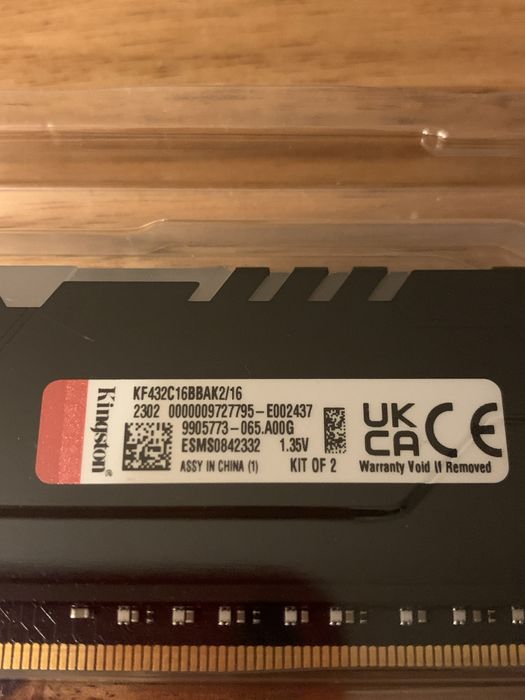 Kingston®
KF432C16BBAK2/16
2302 0000009727795-E002437
9905773-065.A00G
ESMS0842332 1.35V
ASSY IN CHINA (1) KIT OF 2
UK
CA CE
Warranty Void If Removed